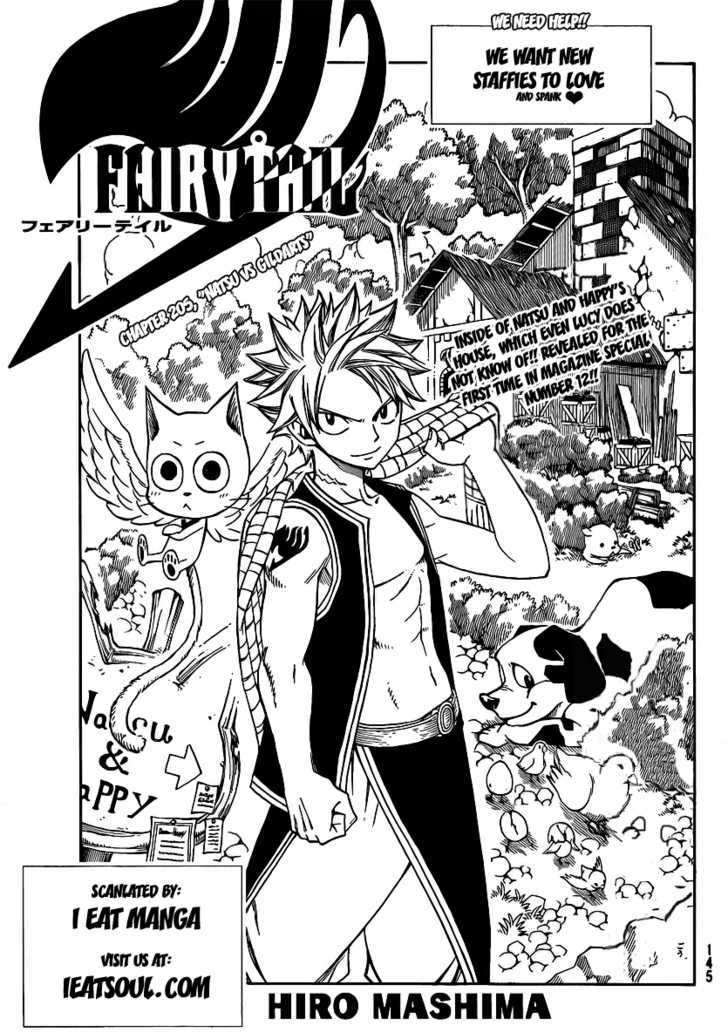 WE NEED HELP!!
WE WANT NEW
STAFFIES TO LOVE
AND SPANK ♥
FAIRY TAIL
フェアリーテイル
CHAPTER 205, "NATSU VS GILDARTS"
INSIDE OF NATSU AND HAPPY'S
HOUSE, WHICH EVEN LUCY DOES
NOT KNOW OF!! REVEALED FOR THE
FIRST TIME IN MAGAZINE SPECIAL
NUMBER 12!!
Natsu
&
HAPPY
SCANLATED BY:
I EAT MANGA
VISIT US AT:
IEATSOUL.COM
145
HIRO MASHIMA